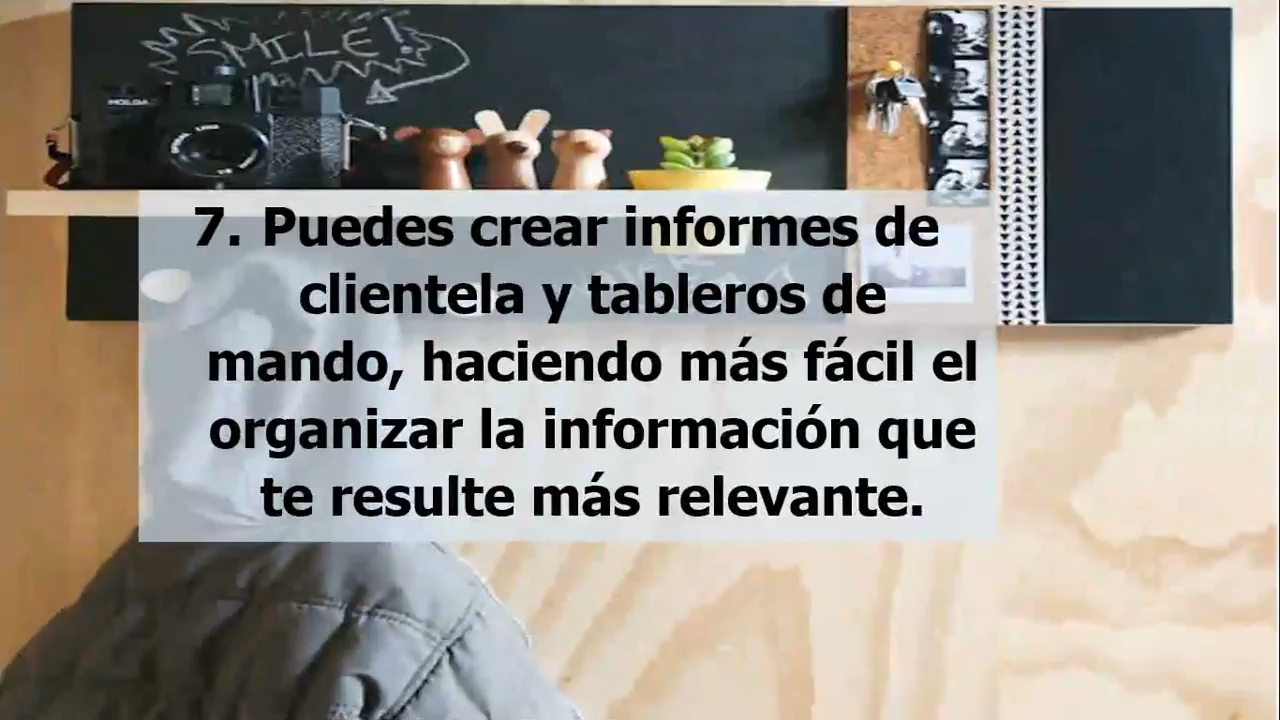 SMILE!
HOLGA
7. Puedes crear informes de
clientela y tableros de
mando, haciendo más fácil el
organizar la información que
te resulte más relevante.